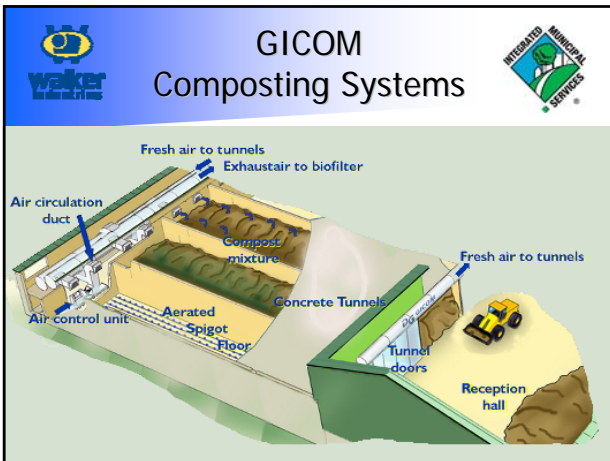 GICOM
Composting Systems
walker
industries
INTEGRATED MUNICIPAL
SERVICES
®
Fresh air to tunnels
Exhaustair to biofilter
Air circulation
duct
Compost
mixture
Fresh air to tunnels
Concrete Tunnels
GICOM
Air control unit
Aerated
Spigot
Floor
Tunnel
doors
Reception
hall